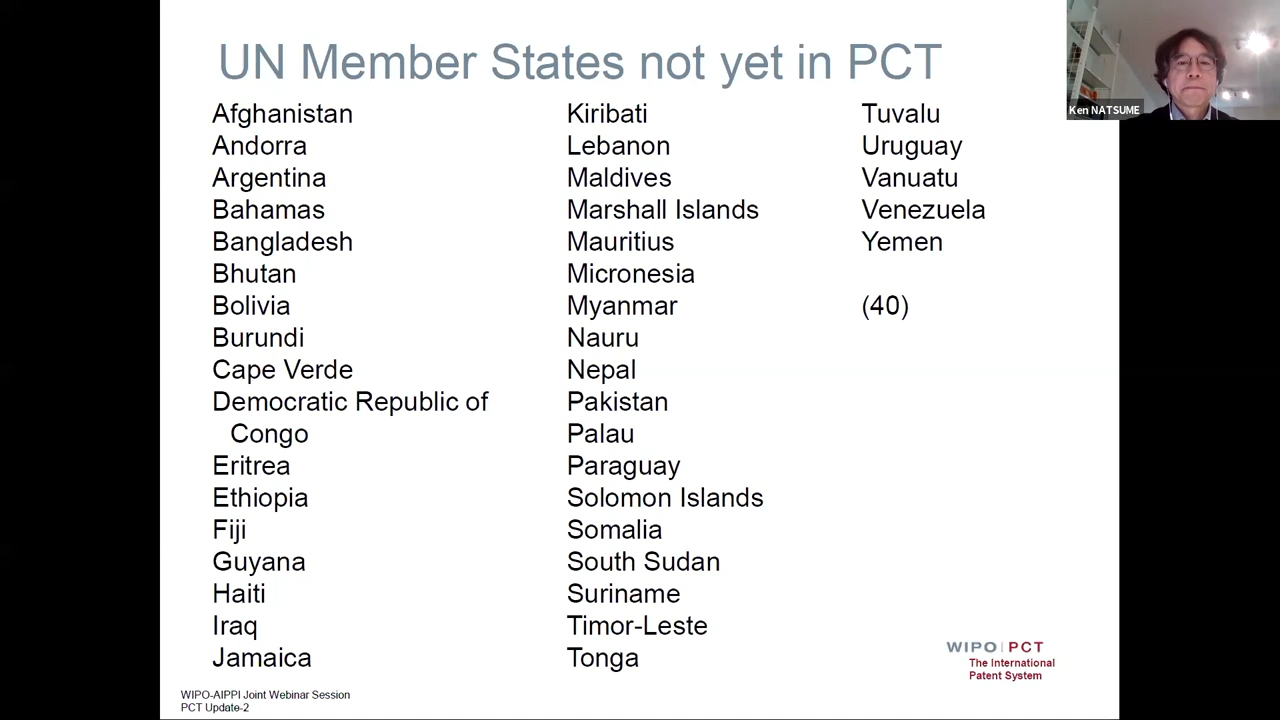 UN Member States not yet in PCT
Afghanistan
Andorra
Argentina
Bahamas
Bangladesh
Bhutan
Bolivia
Burundi
Cape Verde
Democratic Republic of
Congo
Eritrea
Ethiopia
Fiji
Guyana
Haiti
Iraq
Jamaica
Kiribati
Lebanon
Maldives
Marshall Islands
Mauritius
Micronesia
Myanmar
Nauru
Nepal
Pakistan
Palau
Paraguay
Solomon Islands
Somalia
South Sudan
Suriname
Timor-Leste
Tonga
Tuvalu
Uruguay
Vanuatu
Venezuela
Yemen
(40)
WIPO | PCT
The International
Patent System
WIPO-AIPPI Joint Webinar Session
PCT Update-2
Ken NATSUME